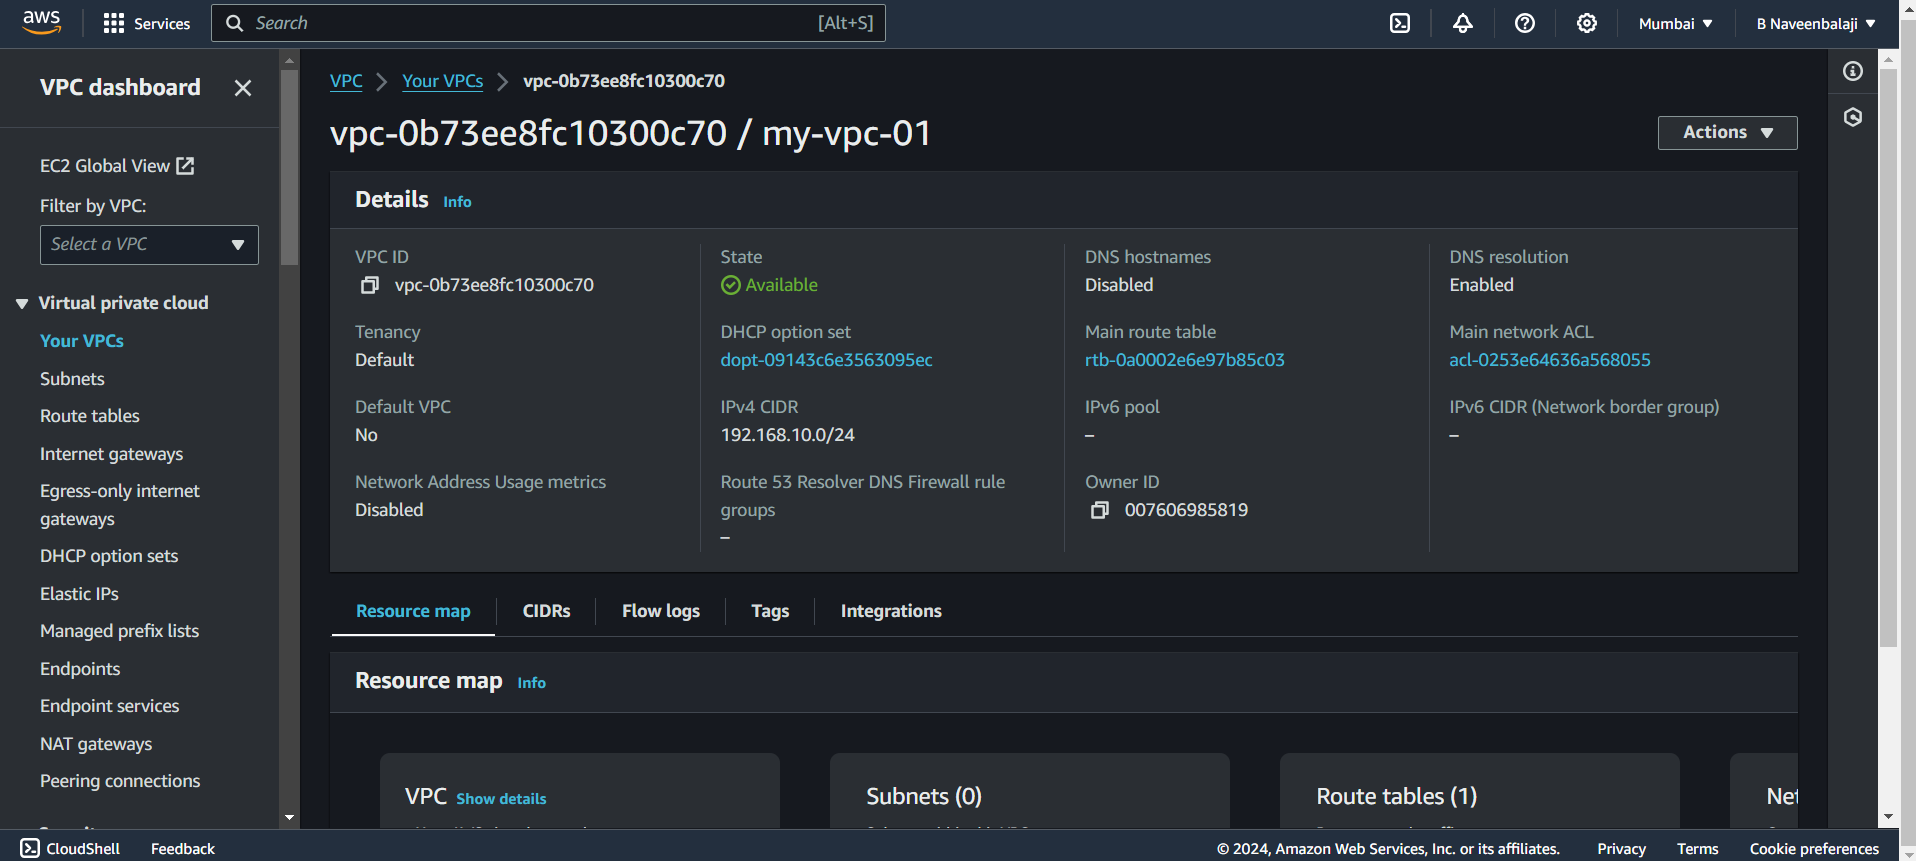 aws Services Search [Alt+S] Mumbai B Naveenbalaji
VPC dashboard
EC2 Global View
Filter by VPC:
Select a VPC
Virtual private cloud
Your VPCs
Subnets
Route tables
Internet gateways
Egress-only internet
gateways
DHCP option sets
Elastic IPs
Managed prefix lists
Endpoints
Endpoint services
NAT gateways
Peering connections
VPC Your VPCs vpc-0b73ee8fc10300c70
vpc-0b73ee8fc10300c70 / my-vpc-01
Actions
Details Info
VPC ID
vpc-0b73ee8fc10300c70
State
Available
DNS hostnames
Disabled
DNS resolution
Enabled
Tenancy
Default
DHCP option set
dopt-09143c6e3563095ec
Main route table
rtb-0a0002e6e97b85c03
Main network ACL
acl-0253e64636a568055
Default VPC
No
IPv4 CIDR
192.168.10.0/24
IPv6 pool
–
IPv6 CIDR (Network border group)
–
Network Address Usage metrics
Disabled
Route 53 Resolver DNS Firewall rule
groups
–
Owner ID
007606985819
Resource map CIDRs Flow logs Tags Integrations
Resource map Info
VPC Show details
Subnets (0)
Route tables (1)
CloudShell Feedback © 2024, Amazon Web Services, Inc. or its affiliates. Privacy Terms Cookie preferences